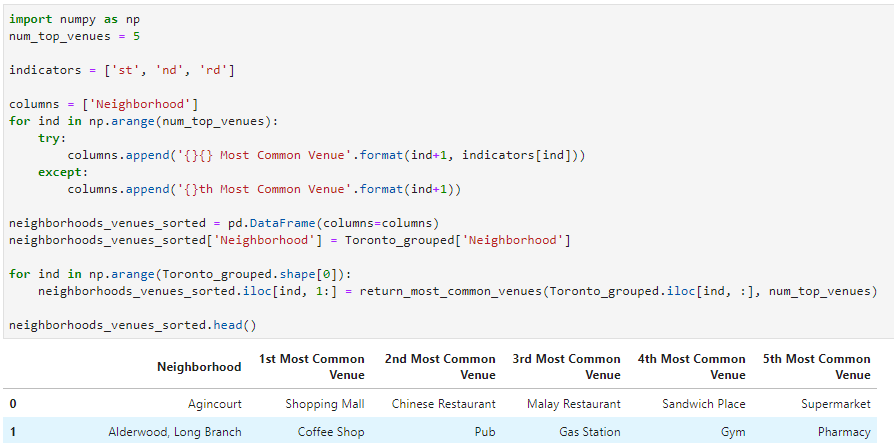 import numpy as np
num_top_venues = 5
indicators = ['st', 'nd', 'rd']
columns = ['Neighborhood']
for ind in np.arange(num_top_venues):
    try:
        columns.append('{}{} Most Common Venue'.format(ind+1, indicators[ind]))
    except:
        columns.append('{}th Most Common Venue'.format(ind+1))
neighborhoods_venues_sorted = pd.DataFrame(columns=columns)
neighborhoods_venues_sorted['Neighborhood'] = Toronto_grouped['Neighborhood']
for ind in np.arange(Toronto_grouped.shape[0]):
    neighborhoods_venues_sorted.iloc[ind, 1:] = return_most_common_venues(Toronto_grouped.iloc[ind, :], num_top_venues)
neighborhoods_venues_sorted.head()
Neighborhood 1st Most Common Venue 2nd Most Common Venue 3rd Most Common Venue 4th Most Common Venue 5th Most Common Venue
0 Agincourt Shopping Mall Chinese Restaurant Malay Restaurant Sandwich Place Supermarket
1 Alderwood, Long Branch Coffee Shop Pub Gas Station Gym Pharmacy